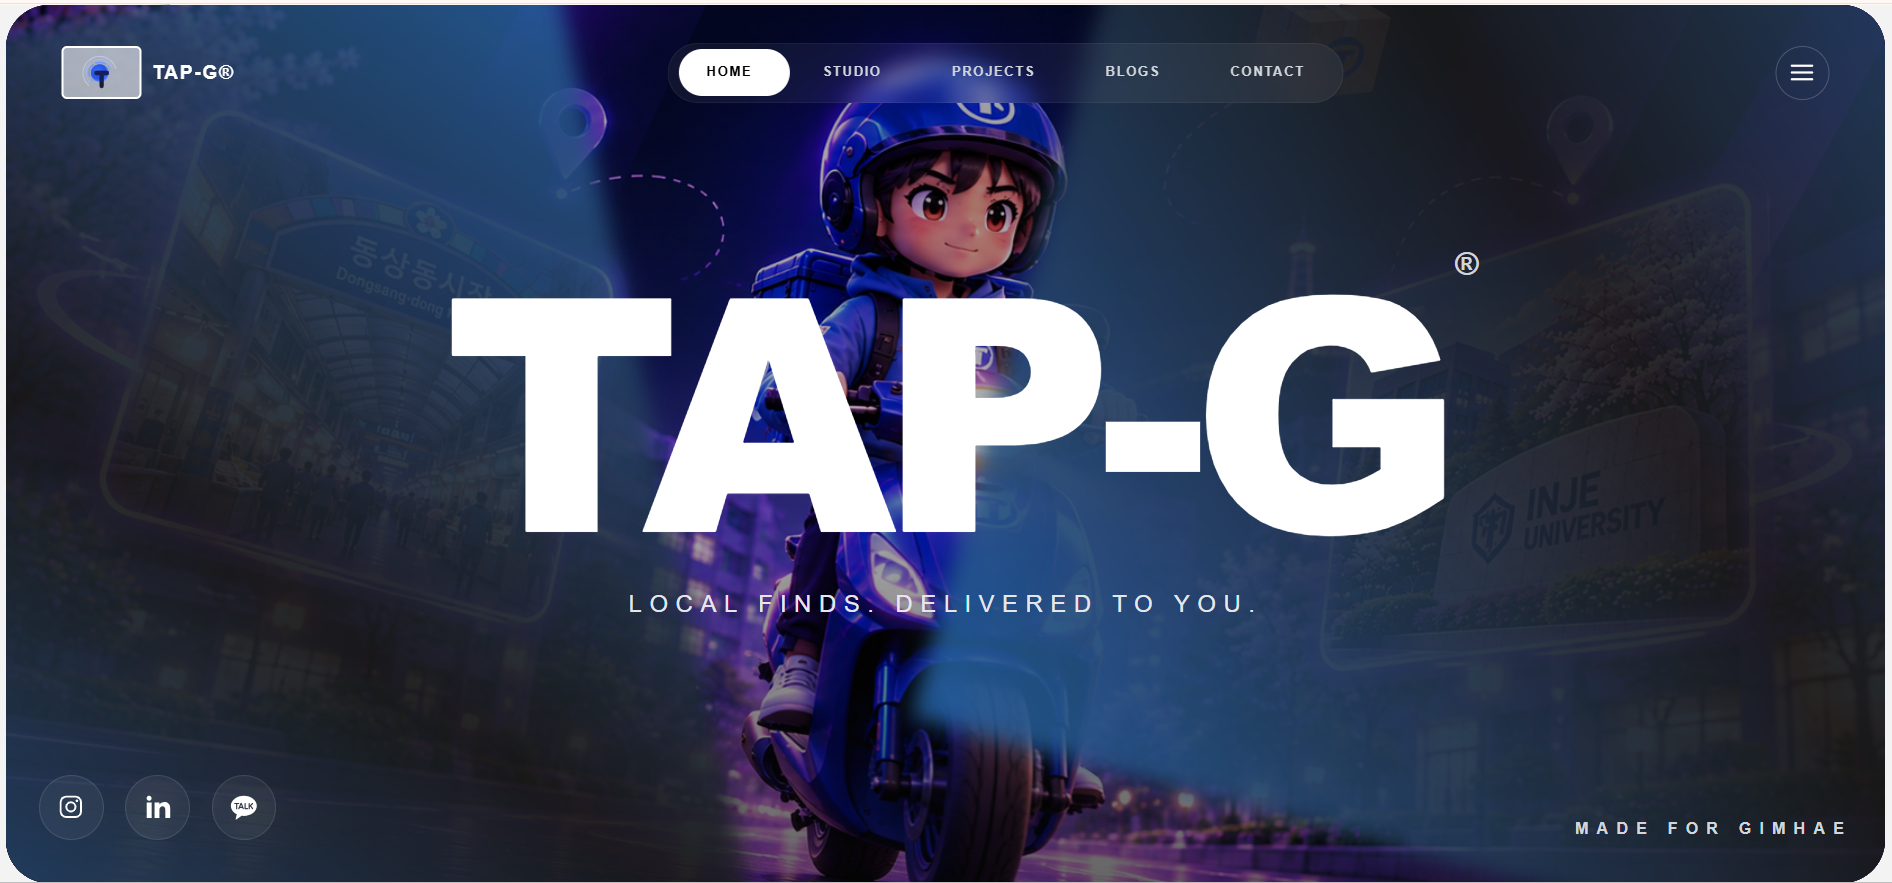 TAP-G®
HOME
STUDIO
PROJECTS
BLOGS
CONTACT
동상동시장
Dongsang-dong
®
TAP-G
INJE
UNIVERSITY
LOCAL FINDS. DELIVERED TO YOU.
in
TALK
MADE FOR GIMHAE